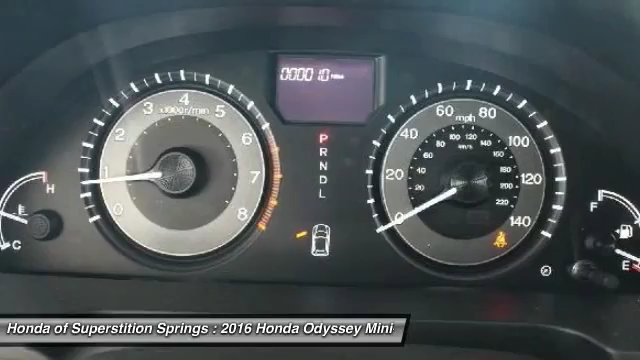 000010 miles
x1000r/min
0 1 2 3 4 5 6 7 8
P
R
N
D
L
mph
0 20 40 60 80 100 120 140
km/h
20 40 60 80 100 120 140 160 180 200 220
H
C
F
E
Honda of Superstition Springs : 2016 Honda Odyssey Mini